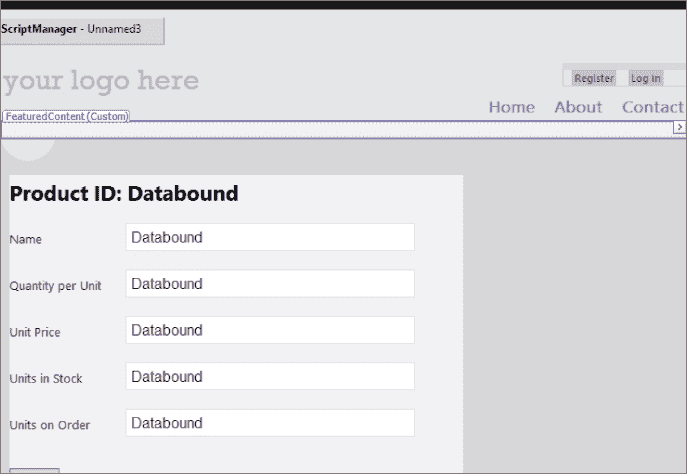 ScriptManager - Unnamed3
your logo here
Register Log in
Home About Contact
FeaturedContent (Custom)
Product ID: Databound
Name Databound
Quantity per Unit Databound
Unit Price Databound
Units in Stock Databound
Units on Order Databound